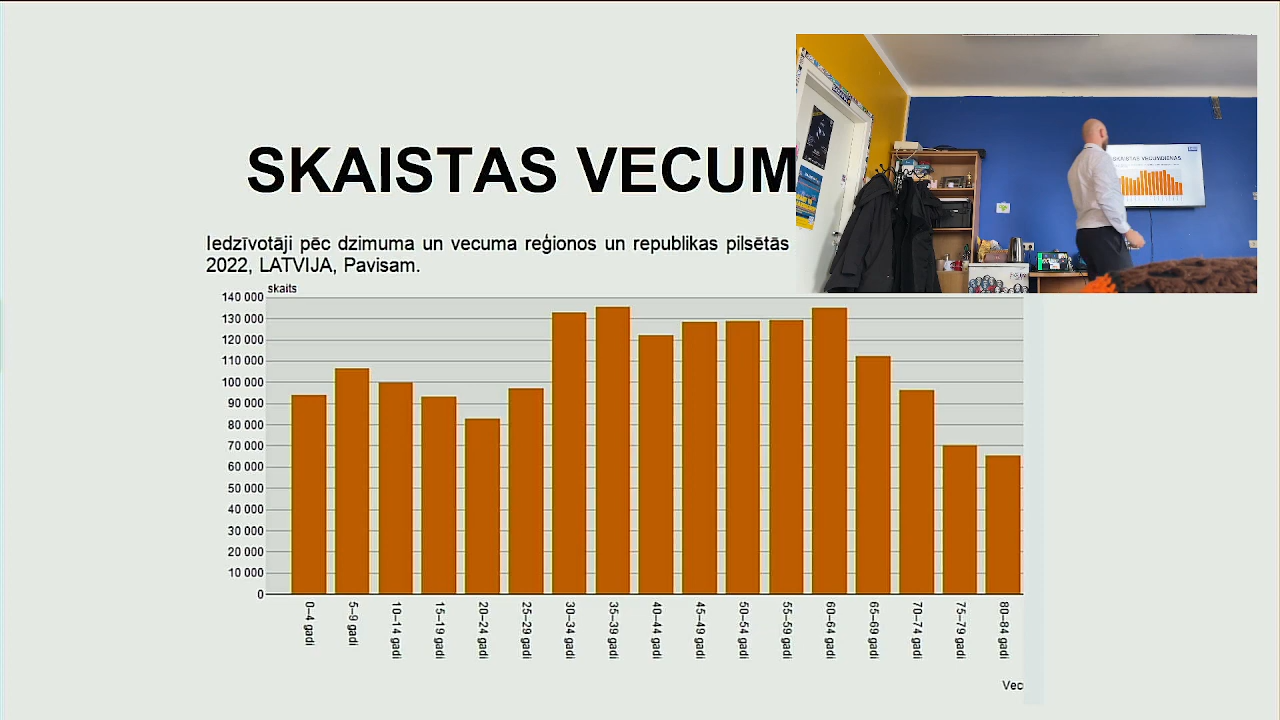 SKAISTAS VECUM
Iedzīvotāji pēc dzimuma un vecuma reģionos un republikas pilsētās
2022, LATVIJA, Pavisam.
skaits
140 000
130 000
120 000
110 000
100 000
90 000
80 000
70 000
60 000
50 000
40 000
30 000
20 000
10 000
0
0–4 gadi
5–9 gadi
10–14 gadi
15–19 gadi
20–24 gadi
25–29 gadi
30–34 gadi
35–39 gadi
40–44 gadi
45–49 gadi
50–54 gadi
55–59 gadi
60–64 gadi
65–69 gadi
70–74 gadi
75–79 gadi
80–84 gadi
Vecu
SKAISTAS VECUMDIENAS